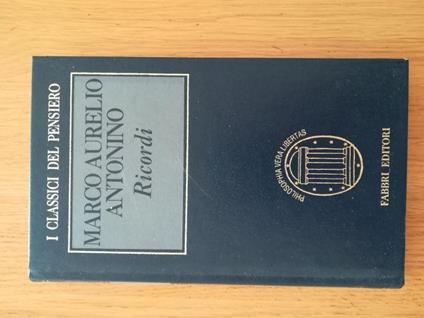 I CLASSICI DEL PENSIERO
MARCO AURELIO
ANTONINO
Ricordi
PHILOSOPHIA VERA LIBERTAS
FABBRI EDITORI